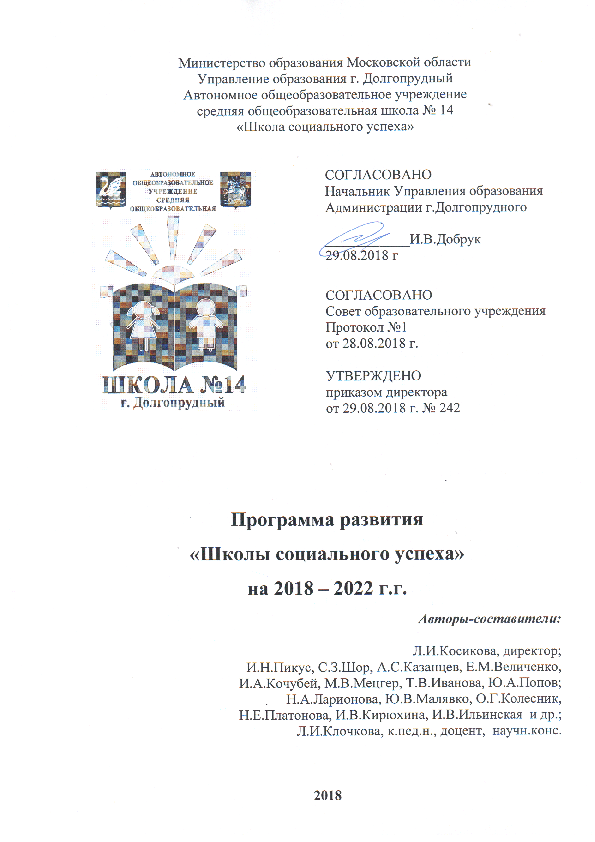 Министерство образования Московской области
Управление образования г. Долгопрудный
Автономное общеобразовательное учреждение
средняя общеобразовательная школа № 14
«Школа социального успеха»
АВТОНОМНОЕ
ОБЩЕОБРАЗОВАТЕЛЬНОЕ
УЧРЕЖДЕНИЕ
СРЕДНЯЯ
ОБЩЕОБРАЗОВАТЕЛЬНАЯ
ШКОЛА №14
г. Долгопрудный
СОГЛАСОВАНО
Начальник Управления образования
Администрации г.Долгопрудного
____________И.В.Добрук
29.08.2018 г
СОГЛАСОВАНО
Совет образовательного учреждения
Протокол №1
от 28.08.2018 г.
УТВЕРЖДЕНО
приказом директора
от 29.08.2018 г. № 242
Программа развития
«Школы социального успеха»
на 2018 – 2022 г.г.
Авторы-составители:
Л.И.Косикова, директор;
И.Н.Пикус, С.З.Шор, А.С.Казанцев, Е.М.Величенко,
И.А.Кочубей, М.В.Мецгер, Т.В.Иванова, Ю.А.Попов;
Н.А.Ларионова, Ю.В.Малявко, О.Г.Колесник,
Н.Е.Платонова, И.В.Кирюхина, И.В.Ильинская и др.;
Л.И.Клочкова, к.пед.н., доцент, научн.конс.
2018